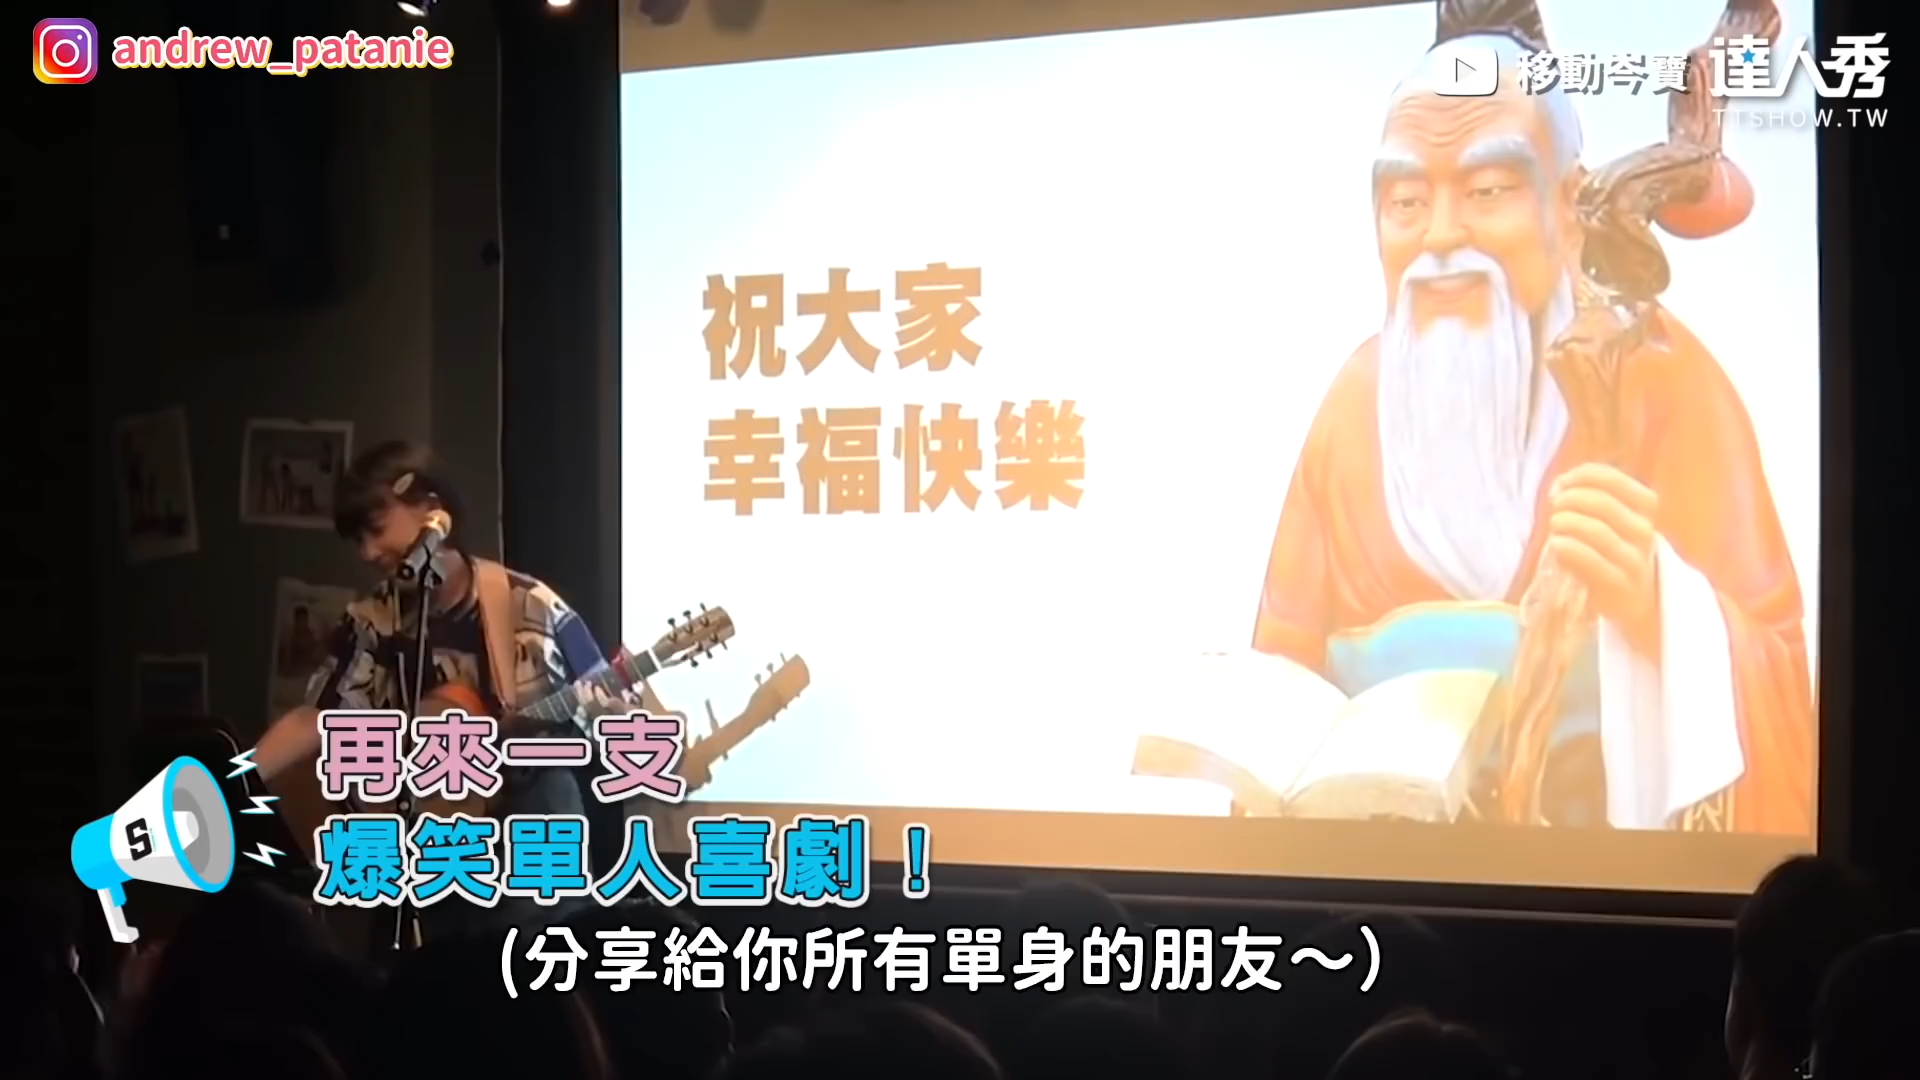 andrew_patanie
移動岑寶
達人秀
TTSHOW.TW
祝大家
幸福快樂
再來一支
爆笑單人喜劇！
S
(分享給你所有單身的朋友～)